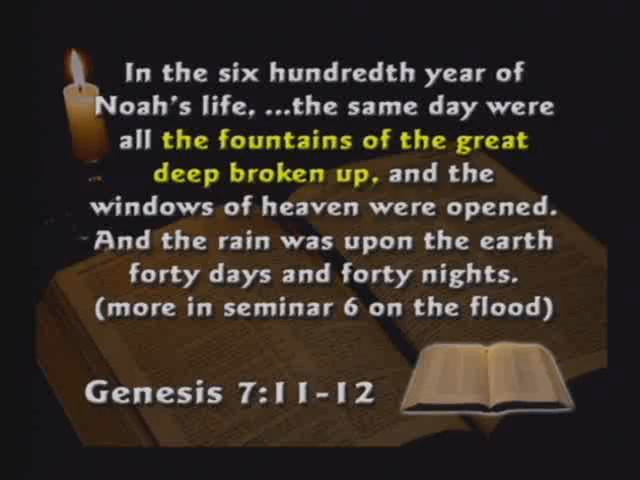 In the six hundredth year of
Noah's life, ...the same day were
all the fountains of the great
deep broken up, and the
windows of heaven were opened.
And the rain was upon the earth
forty days and forty nights.
(more in seminar 6 on the flood)
Genesis 7:11-12